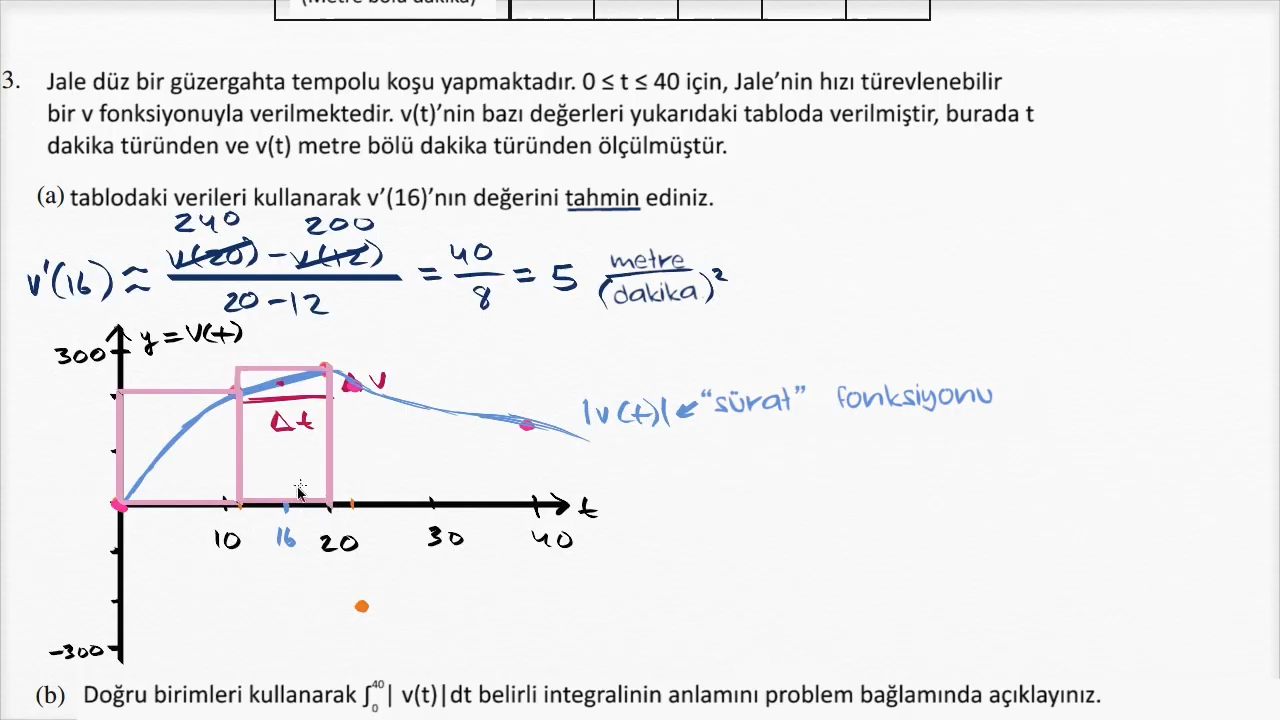 (Metre bölü dakika)
3. Jale düz bir güzergahta tempolu koşu yapmaktadır. 0 ≤ t ≤ 40 için, Jale’nin hızı türevlenebilir
bir v fonksiyonuyla verilmektedir. v(t)’nin bazı değerleri yukarıdaki tabloda verilmiştir, burada t
dakika türünden ve v(t) metre bölü dakika türünden ölçülmüştür.
(a) tablodaki verileri kullanarak v’(16)’nın değerini tahmin ediniz.
240 200
v'(16) ≈ v(20) - v(12) / 20 - 12 = 40 / 8 = 5 metre / (dakika)²
y = v(t)
300
Δv
|v(t)| ← "sürat" fonksiyonu
Δt
t
10 16 20 30 40
-300
(b) Doğru birimleri kullanarak ∫₀⁴⁰ | v(t)|dt belirli integralinin anlamını problem bağlamında açıklayınız.